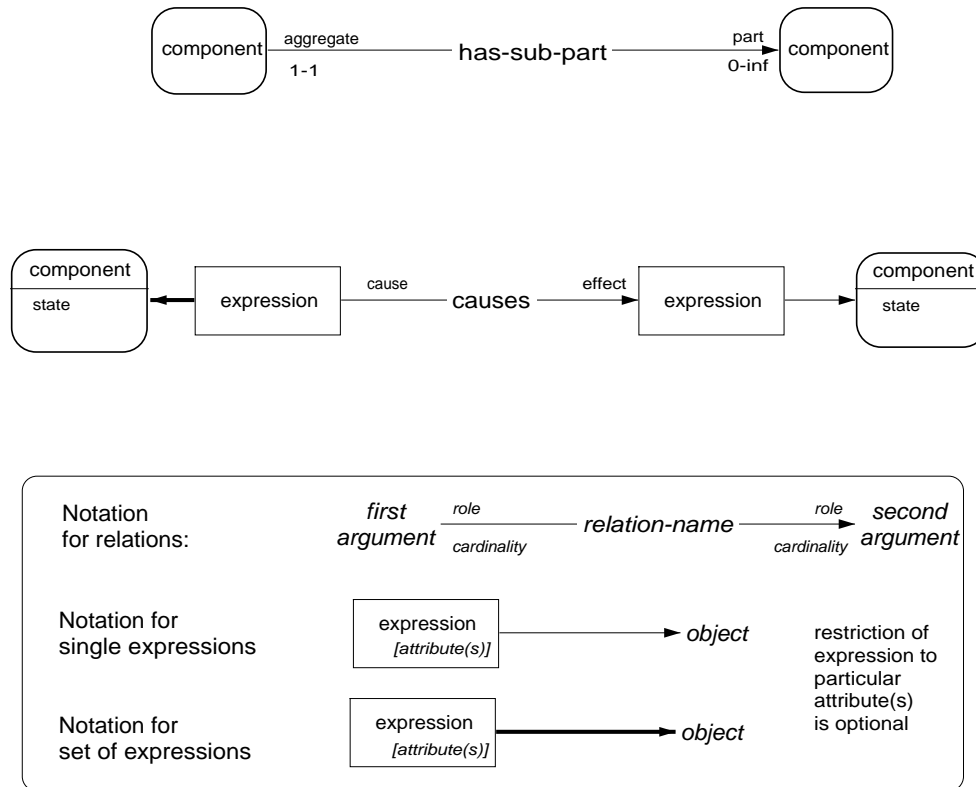 component
aggregate
1-1
has-sub-part
part
0-inf
component
component
state
expression
cause
causes
effect
expression
component
state
Notation
for relations:
first
argument
role
cardinality
relation-name
role
cardinality
second
argument
Notation for
single expressions
expression
[attribute(s)]
object
restriction of
expression to
particular
attribute(s)
is optional
Notation for
set of expressions
expression
[attribute(s)]
object